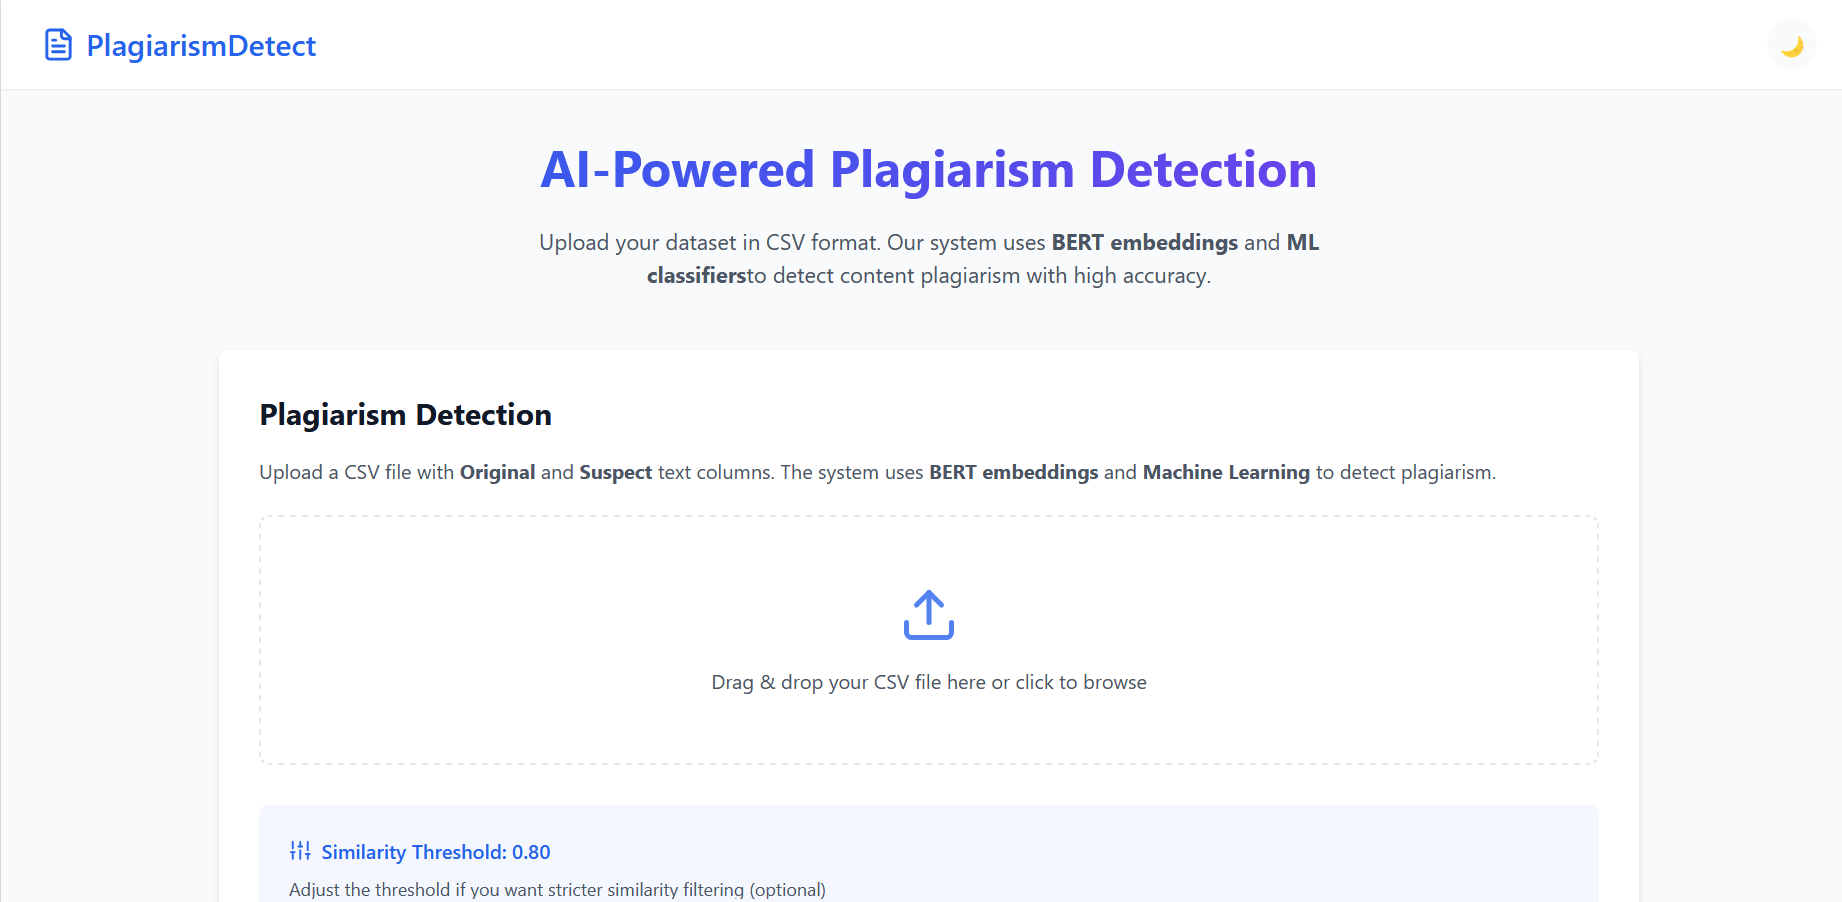 PlagiarismDetect
AI-Powered Plagiarism Detection
Upload your dataset in CSV format. Our system uses BERT embeddings and ML
classifiersto detect content plagiarism with high accuracy.
Plagiarism Detection
Upload a CSV file with Original and Suspect text columns. The system uses BERT embeddings and Machine Learning to detect plagiarism.
Drag & drop your CSV file here or click to browse
Similarity Threshold: 0.80
Adjust the threshold if you want stricter similarity filtering (optional)